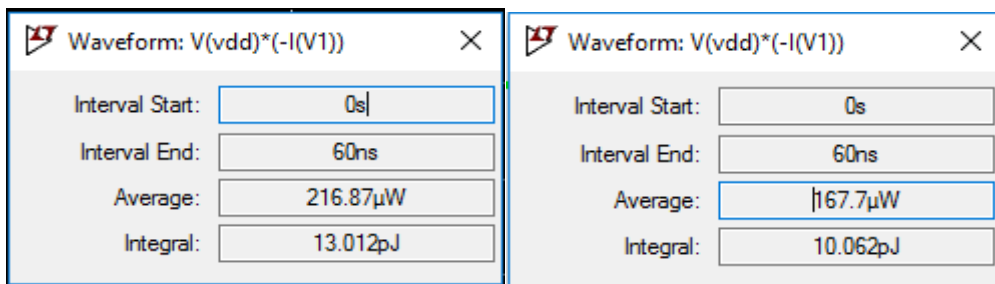 Waveform: V(vdd)*(-I(V1))
Interval Start: 0s
Interval End: 60ns
Average: 216.87µW
Integral: 13.012pJ
Waveform: V(vdd)*(-I(V1))
Interval Start: 0s
Interval End: 60ns
Average: 167.7µW
Integral: 10.062pJ